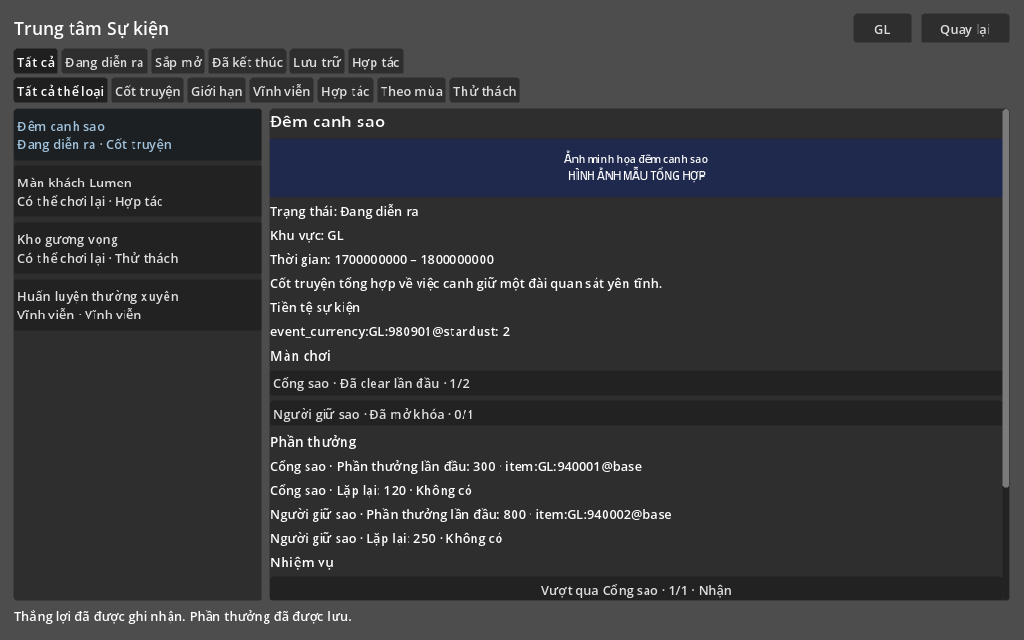 Trung tâm Sự kiện
GL
Quay lại
Tất cả
Đang diễn ra
Sắp mở
Đã kết thúc
Lưu trữ
Hợp tác
Tất cả thể loại
Cốt truyện
Giới hạn
Vĩnh viễn
Hợp tác
Theo mùa
Thử thách
Đêm canh sao
Đang diễn ra · Cốt truyện
Màn khách Lumen
Có thể chơi lại · Hợp tác
Kho gương vọng
Có thể chơi lại · Thử thách
Huấn luyện thường xuyên
Vĩnh viễn · Vĩnh viễn
Đêm canh sao
Ảnh minh họa đêm canh sao
HÌNH ẢNH MẪU TỔNG HỢP
Trạng thái: Đang diễn ra
Khu vực: GL
Thời gian: 1700000000 – 1800000000
Cốt truyện tổng hợp về việc canh giữ một đài quan sát yên tĩnh.
Tiền tệ sự kiện
event_currency:GL:980901@stardust: 2
Màn chơi
Cổng sao · Đã clear lần đầu · 1/2
Người giữ sao · Đã mở khóa · 0/1
Phần thưởng
Cổng sao · Phần thưởng lần đầu: 300 · item:GL:940001@base
Cổng sao · Lặp lại: 120 · Không có
Người giữ sao · Phần thưởng lần đầu: 800 · item:GL:940002@base
Người giữ sao · Lặp lại: 250 · Không có
Nhiệm vụ
Vượt qua Cổng sao · 1/1 · Nhận
Thắng lợi đã được ghi nhận. Phần thưởng đã được lưu.